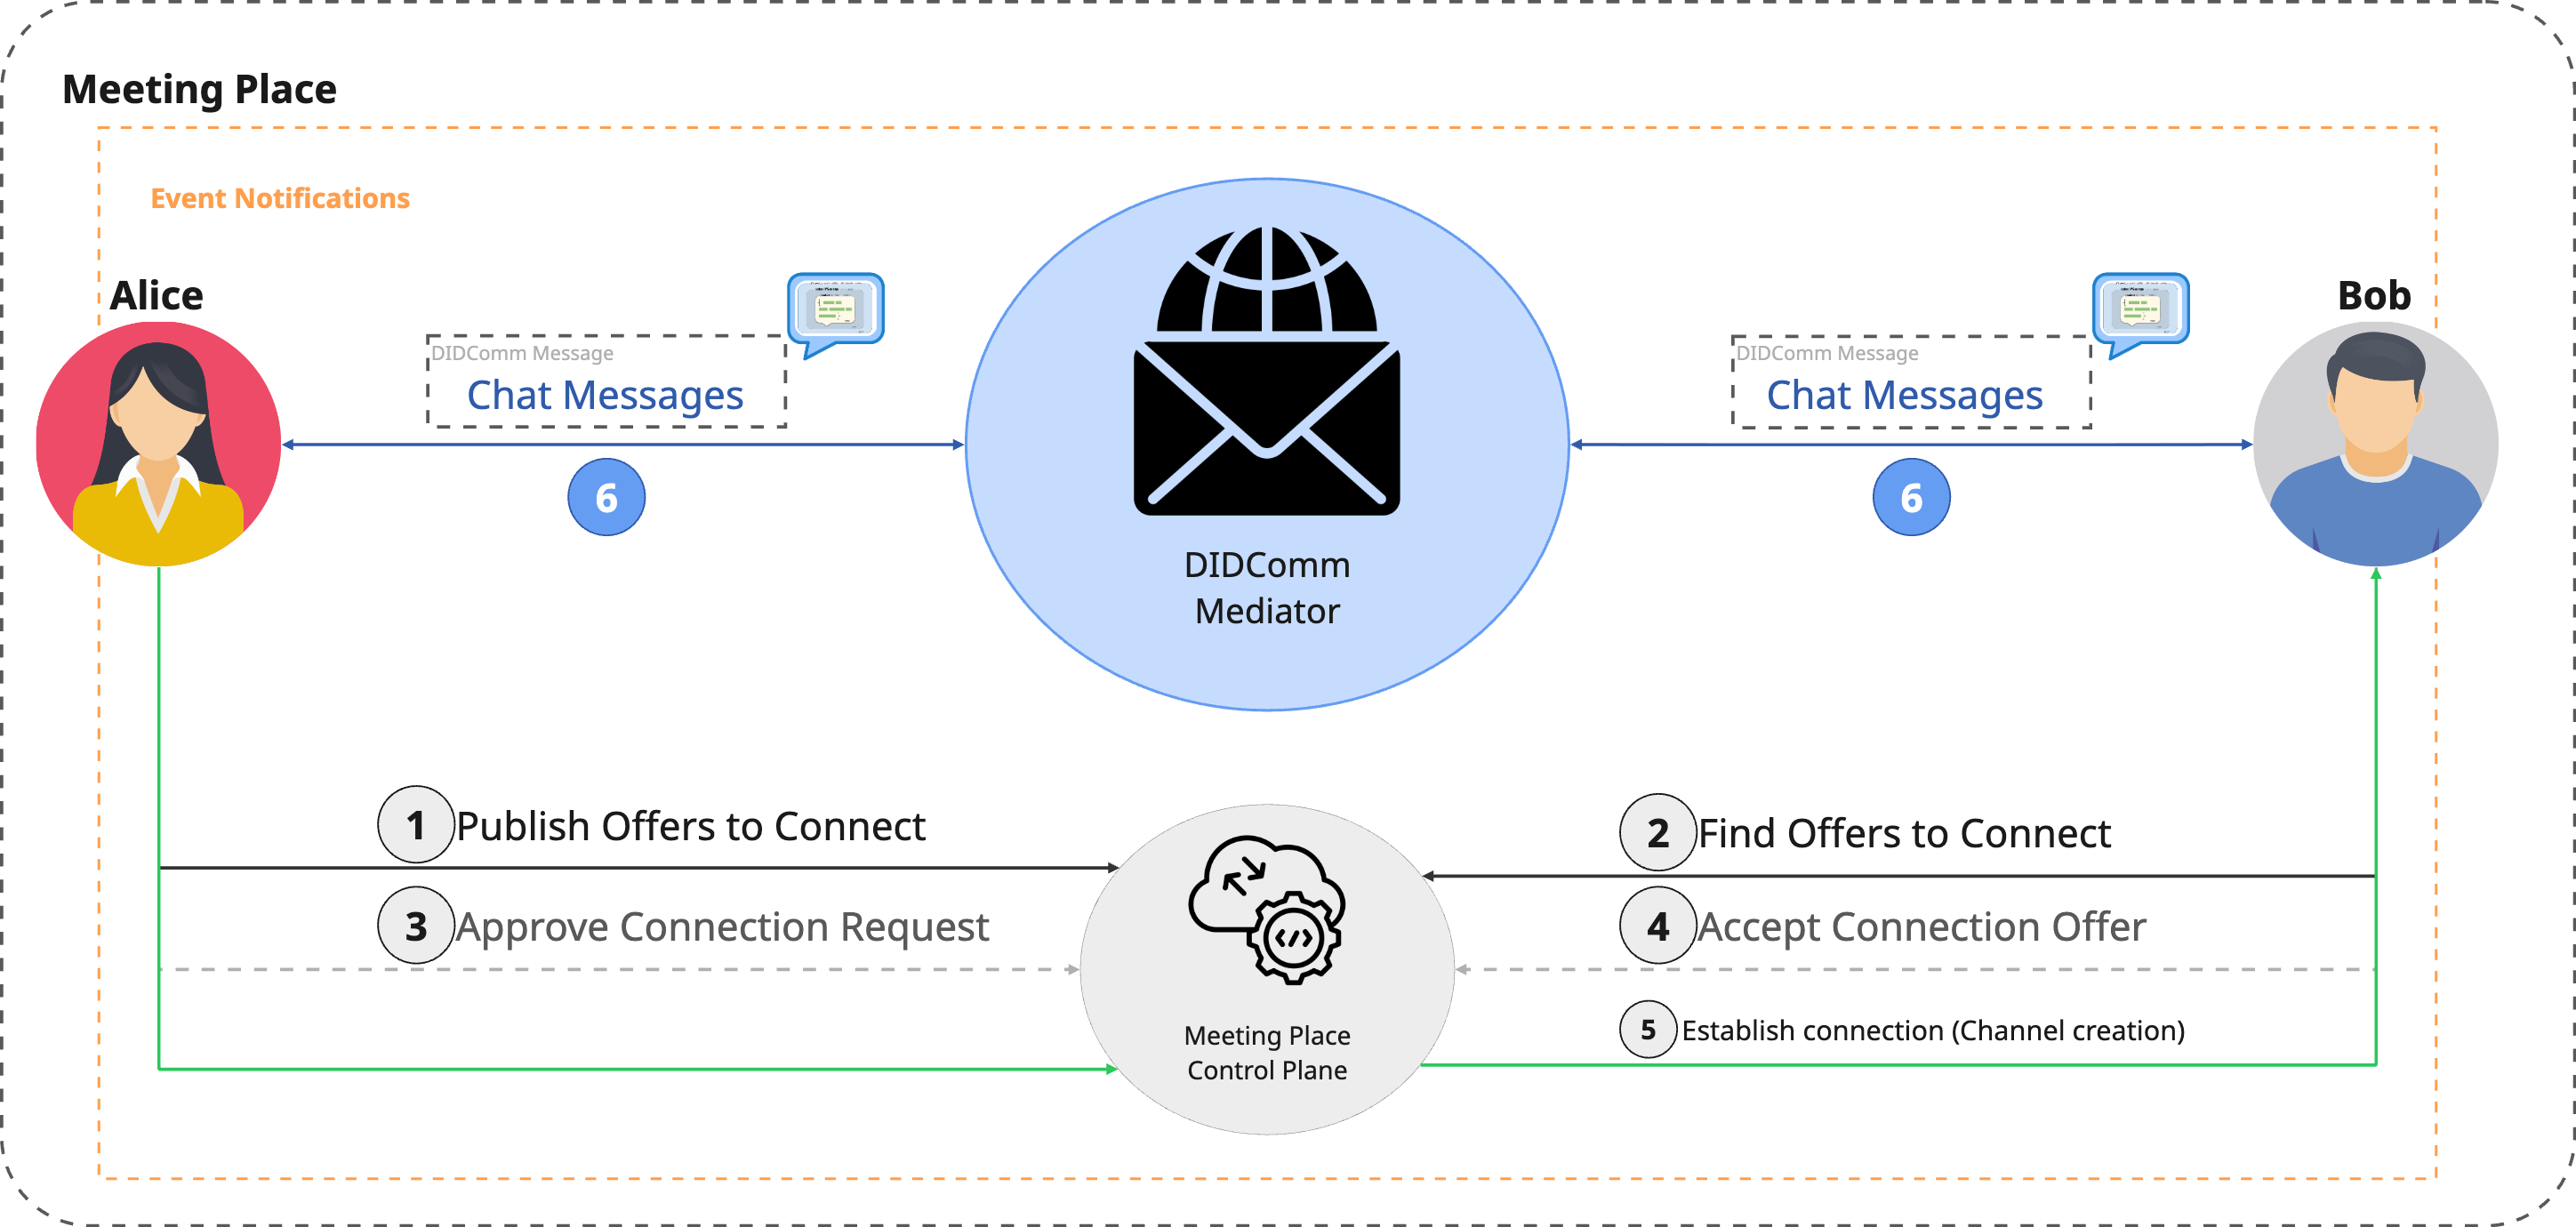 Meeting Place
Event Notifications
Alice
Bob
DIDComm Message
Chat Messages
6
DIDComm Message
Chat Messages
6
DIDComm
Mediator
1 Publish Offers to Connect
2 Find Offers to Connect
3 Approve Connection Request
4 Accept Connection Offer
5 Establish connection (Channel creation)
Meeting Place
Control Plane